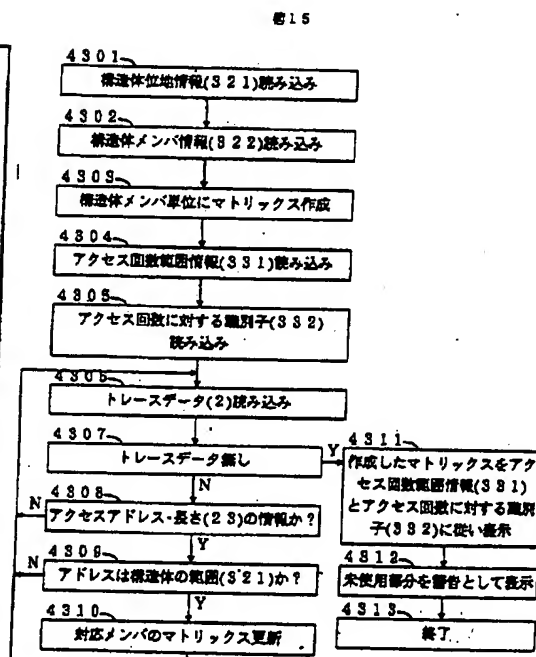 図15
4301
構造体位地情報(321)読み込み
4302
構造体メンバ情報(322)読み込み
4303
構造体メンバ単位にマトリックス作成
4304
アクセス回数範囲情報(331)読み込み
4305
アクセス回数に対する識別子(332)
読み込み
4306
トレースデータ(2)読み込み
4307
トレースデータ無し
Y
N
4308
アクセスアドレス・長さ(23)の情報か?
N
Y
4309
アドレスは構造体の範囲(321)か?
N
Y
4310
対応メンバのマトリックス更新
4311
作成したマトリックスをアク
セス回数範囲情報(331)
とアクセス回数に対する識別
子(332)に従い表示
4312
未使用部分を警告として表示
4313
終了